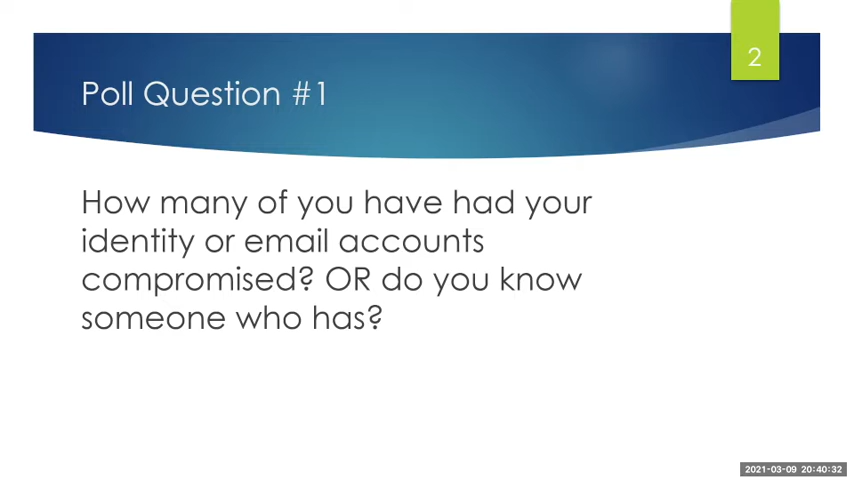 2
Poll Question #1
How many of you have had your
identity or email accounts
compromised? OR do you know
someone who has?
2021-03-09 20:40:32